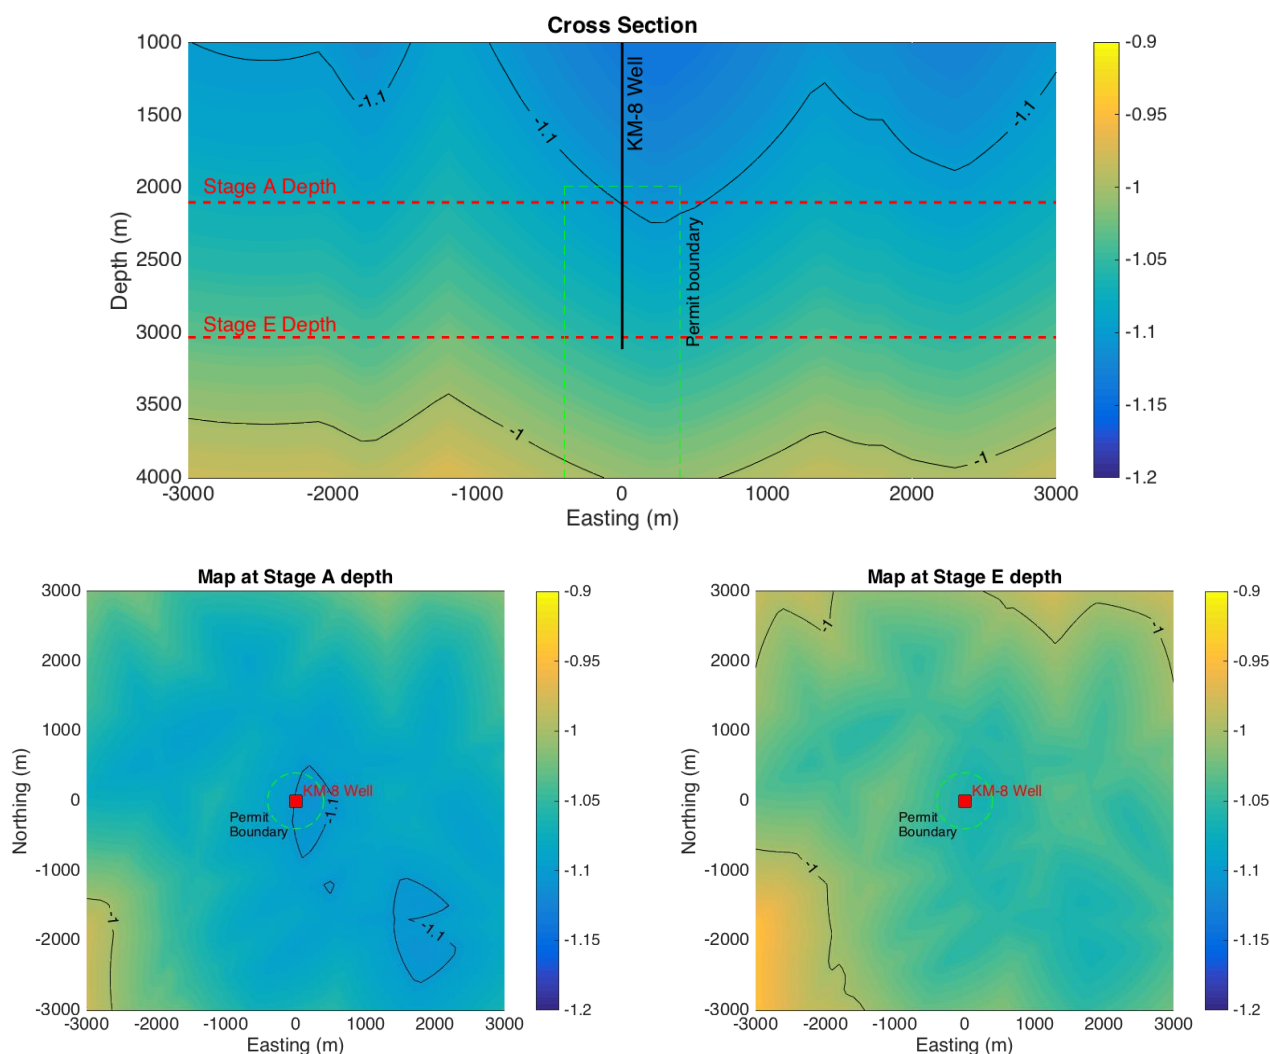 Cross Section
1000
1500
2000
2500
3000
3500
4000
Depth (m)
-1.1
-1.1
-1.1
KM-8 Well
Stage A Depth
Permit boundary
Stage E Depth
-1
-1
-3000 -2000 -1000 0 1000 2000 3000
Easting (m)
-0.9
-0.95
-1
-1.05
-1.1
-1.15
-1.2
Map at Stage A depth
3000
2000
1000
0
-1000
-2000
-3000
Northing (m)
KM-8 Well
-1.1
Permit
Boundary
-1
-1.1
-3000 -2000 -1000 0 1000 2000 3000
Easting (m)
-0.9
-0.95
-1
-1.05
-1.1
-1.15
-1.2
Map at Stage E depth
3000
2000
1000
0
-1000
-2000
-3000
Northing (m)
-1
-1
KM-8 Well
Permit
Boundary
-1
-3000 -2000 -1000 0 1000 2000 3000
Easting (m)
-0.9
-0.95
-1
-1.05
-1.1
-1.15
-1.2